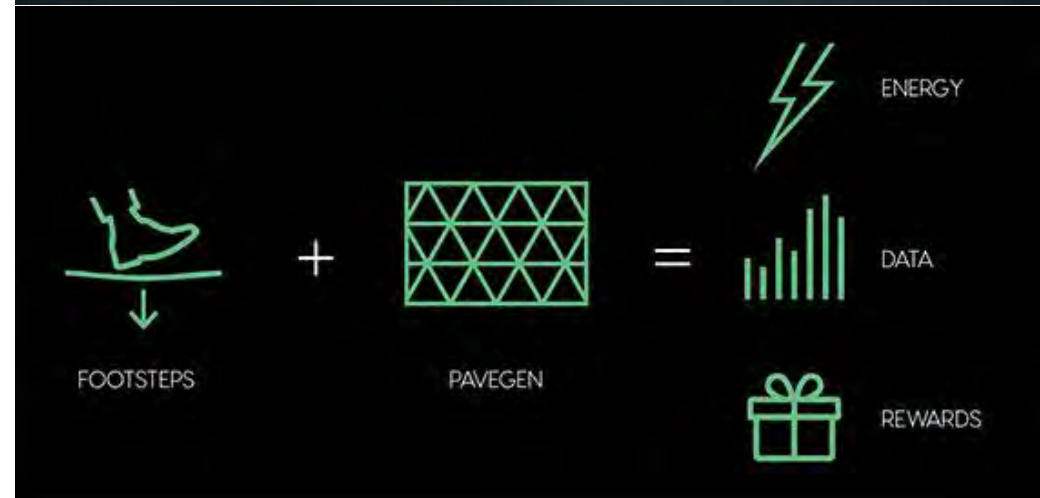 ENERGY
DATA
FOOTSTEPS
+
PAVEGEN
=
REWARDS